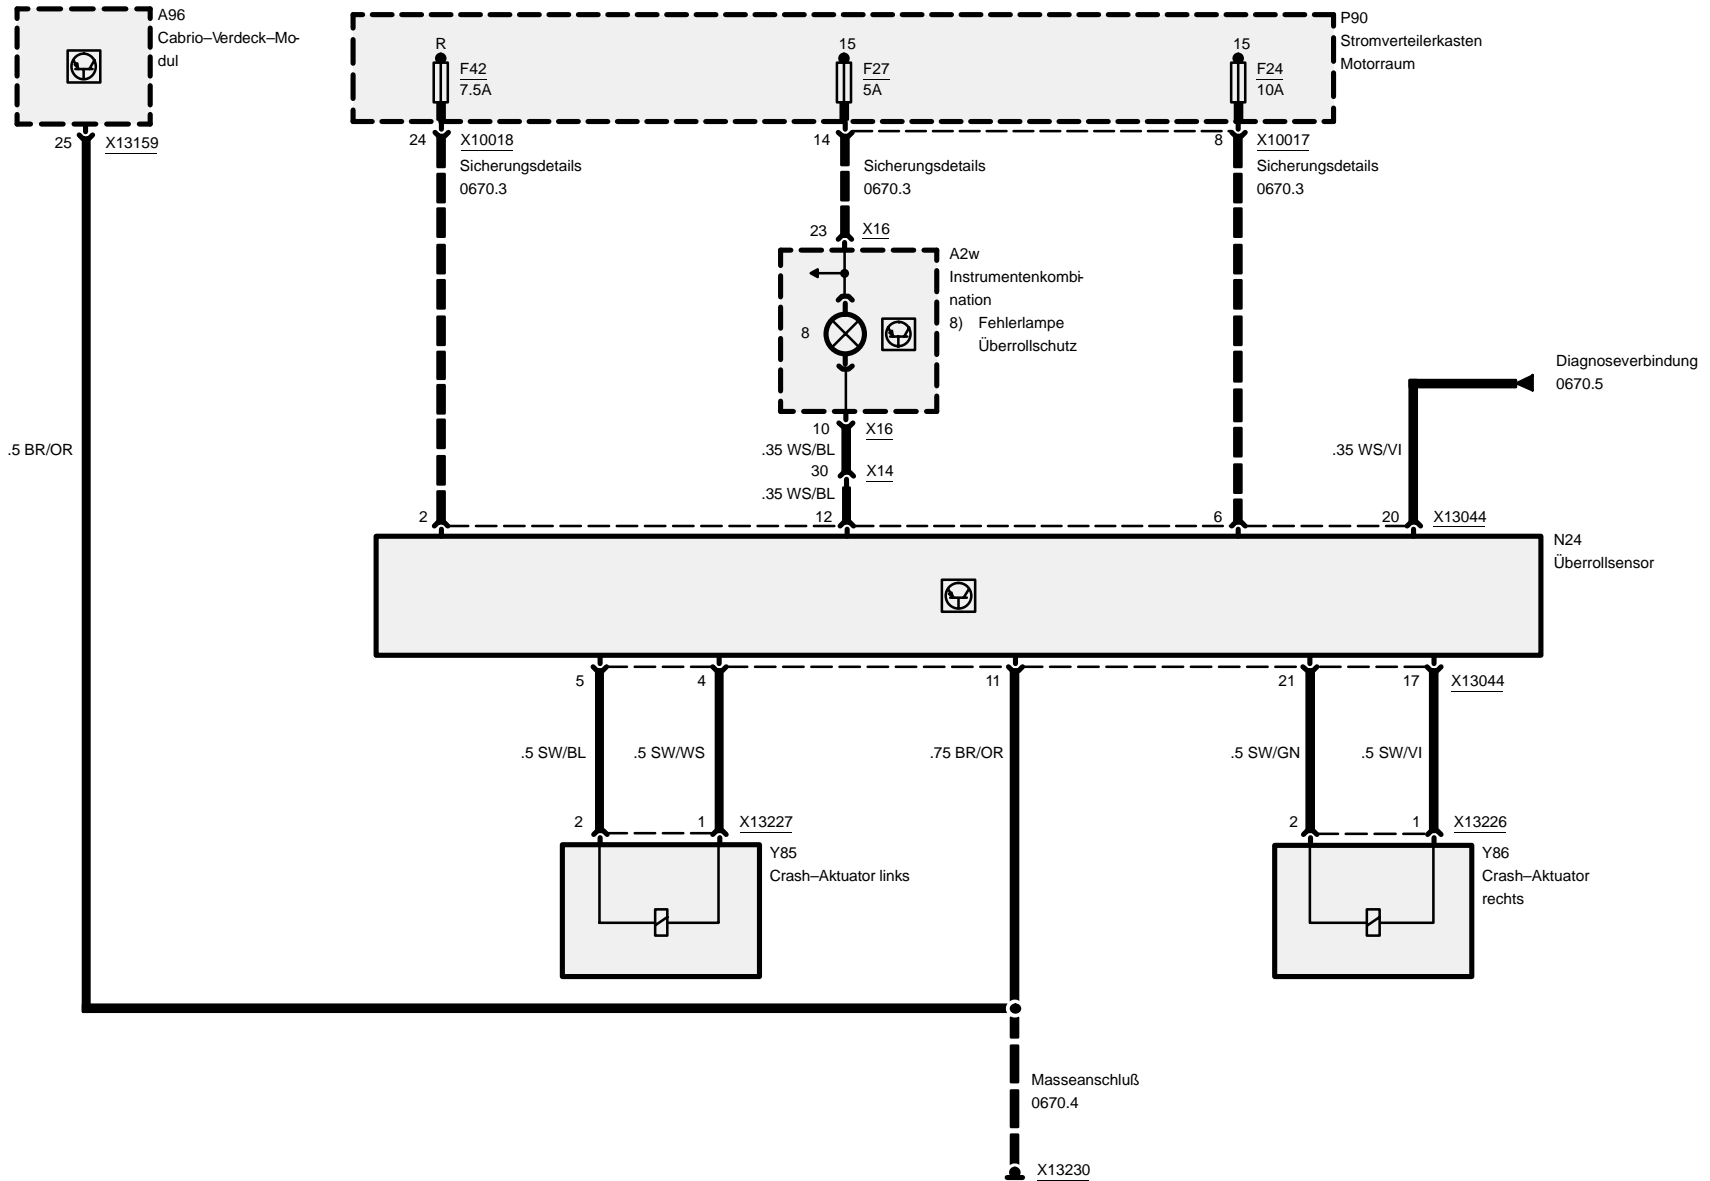 A96
Cabrio–Verdeck–Mo-
dul
25
X13159
P90
Stromverteilerkasten
Motorraum
R
F42
7.5A
15
F27
5A
15
F24
10A
24
X10018
Sicherungsdetails
0670.3
14
Sicherungsdetails
0670.3
8
X10017
Sicherungsdetails
0670.3
23
X16
A2w
Instrumentenkombi-
nation
8) Fehlerlampe
Überrollschutz
8
10
X16
.35 WS/BL
30
X14
.35 WS/BL
Diagnoseverbindung
0670.5
.5 BR/OR
.35 WS/VI
2
12
6
20
X13044
N24
Überrollsensor
5
4
11
21
17
X13044
.5 SW/BL
.5 SW/WS
.75 BR/OR
.5 SW/GN
.5 SW/VI
2
1
X13227
Y85
Crash–Aktuator links
2
1
X13226
Y86
Crash–Aktuator
rechts
Masseanschluß
0670.4
X13230